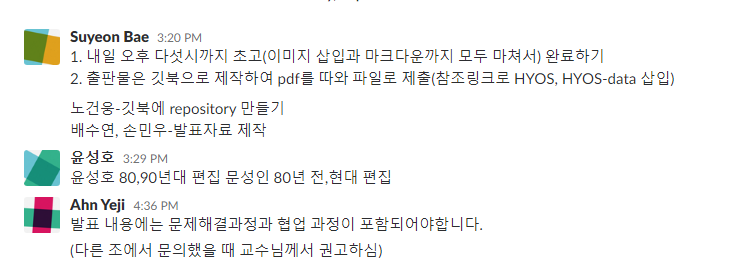 Suyeon Bae 3:20 PM
1. 내일 오후 다섯시까지 초고(이미지 삽입과 마크다운까지 모두 마쳐서) 완료하기
2. 출판물은 깃북으로 제작하여 pdf를 따와 파일로 제출(참조링크로 HYOS, HYOS-data 삽입)
노건웅-깃북에 repository 만들기
배수연, 손민우-발표자료 제작
윤성호 3:29 PM
윤성호 80,90년대 편집 문성인 80년 전,현대 편집
Ahn Yeji 4:36 PM
발표 내용에는 문제해결과정과 협업 과정이 포함되어야합니다.
(다른 조에서 문의했을 때 교수님께서 권고하심)